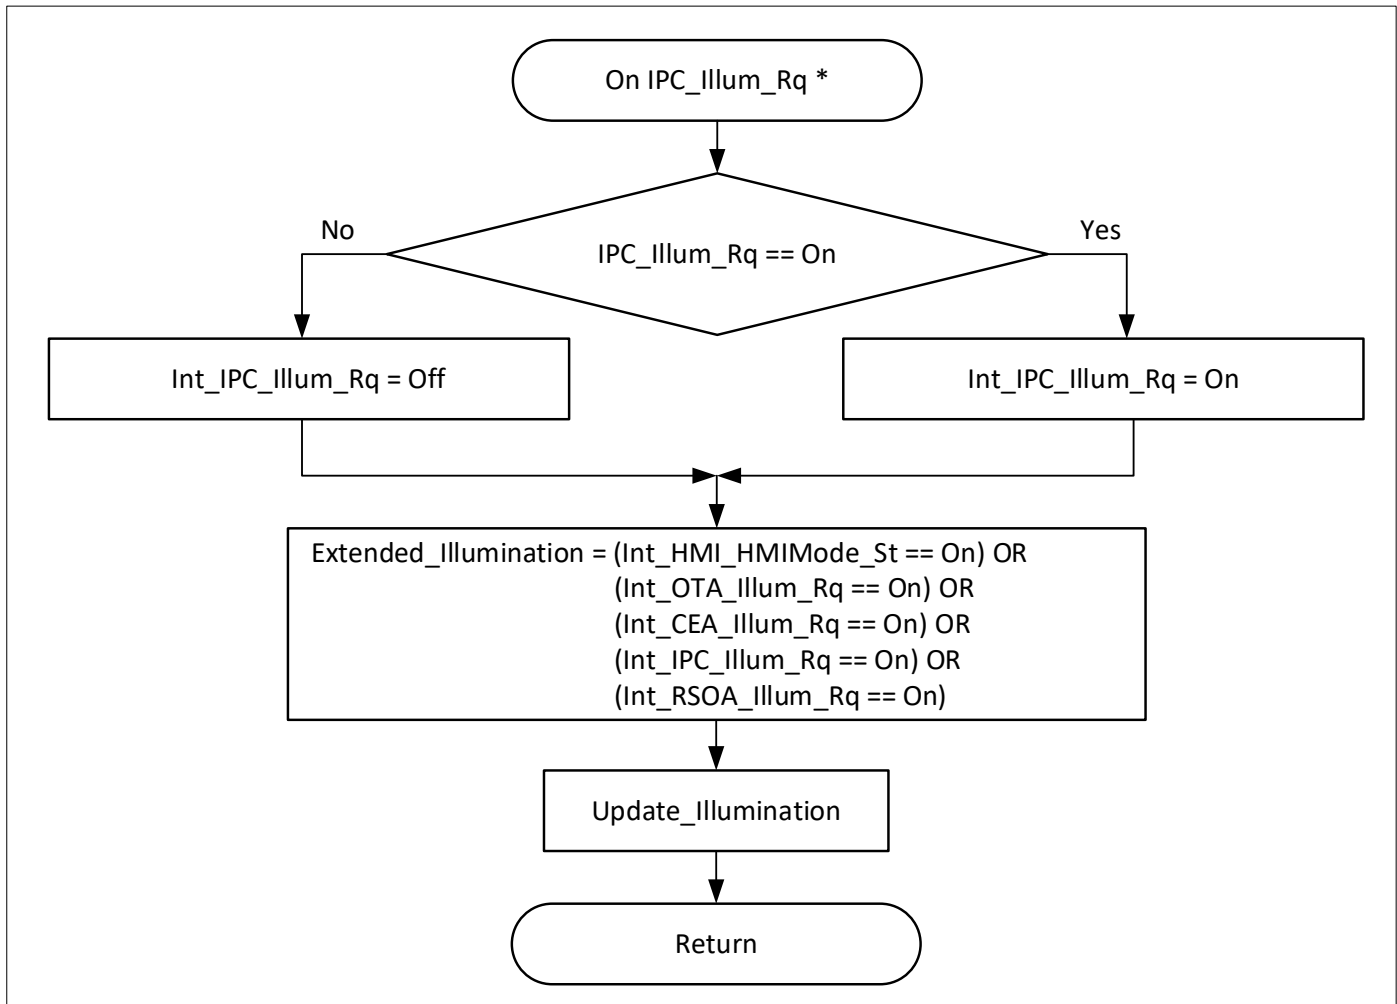 On IPC_Illum_Rq *
No
Yes
IPC_Illum_Rq == On
Int_IPC_Illum_Rq = Off
Int_IPC_Illum_Rq = On
Extended_Illumination = (Int_HMI_HMIMode_St == On) OR
(Int_OTA_Illum_Rq == On) OR
(Int_CEA_Illum_Rq == On) OR
(Int_IPC_Illum_Rq == On) OR
(Int_RSOA_Illum_Rq == On)
Update_Illumination
Return